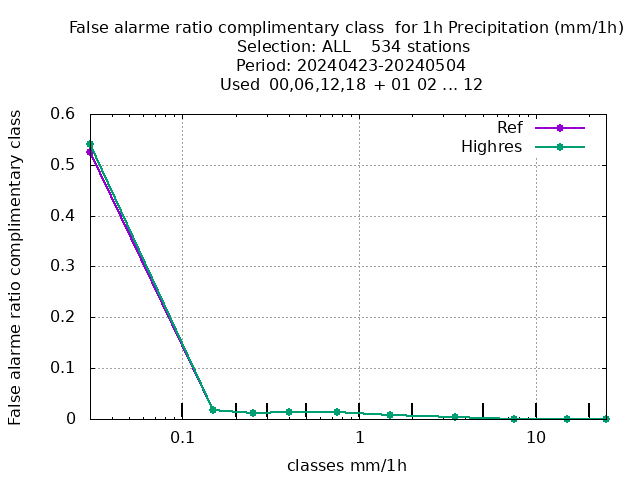 False alarme ratio complimentary class  for 1h Precipitation (mm/1h)
Selection: ALL    534 stations
Period: 20240423-20240504
Used  00,06,12,18  + 01 02 ... 12
False alarme ratio complimentary class
0.6
0.5
0.4
0.3
0.2
0.1
0
Ref
Highres
0.1
1
10
classes mm/1h